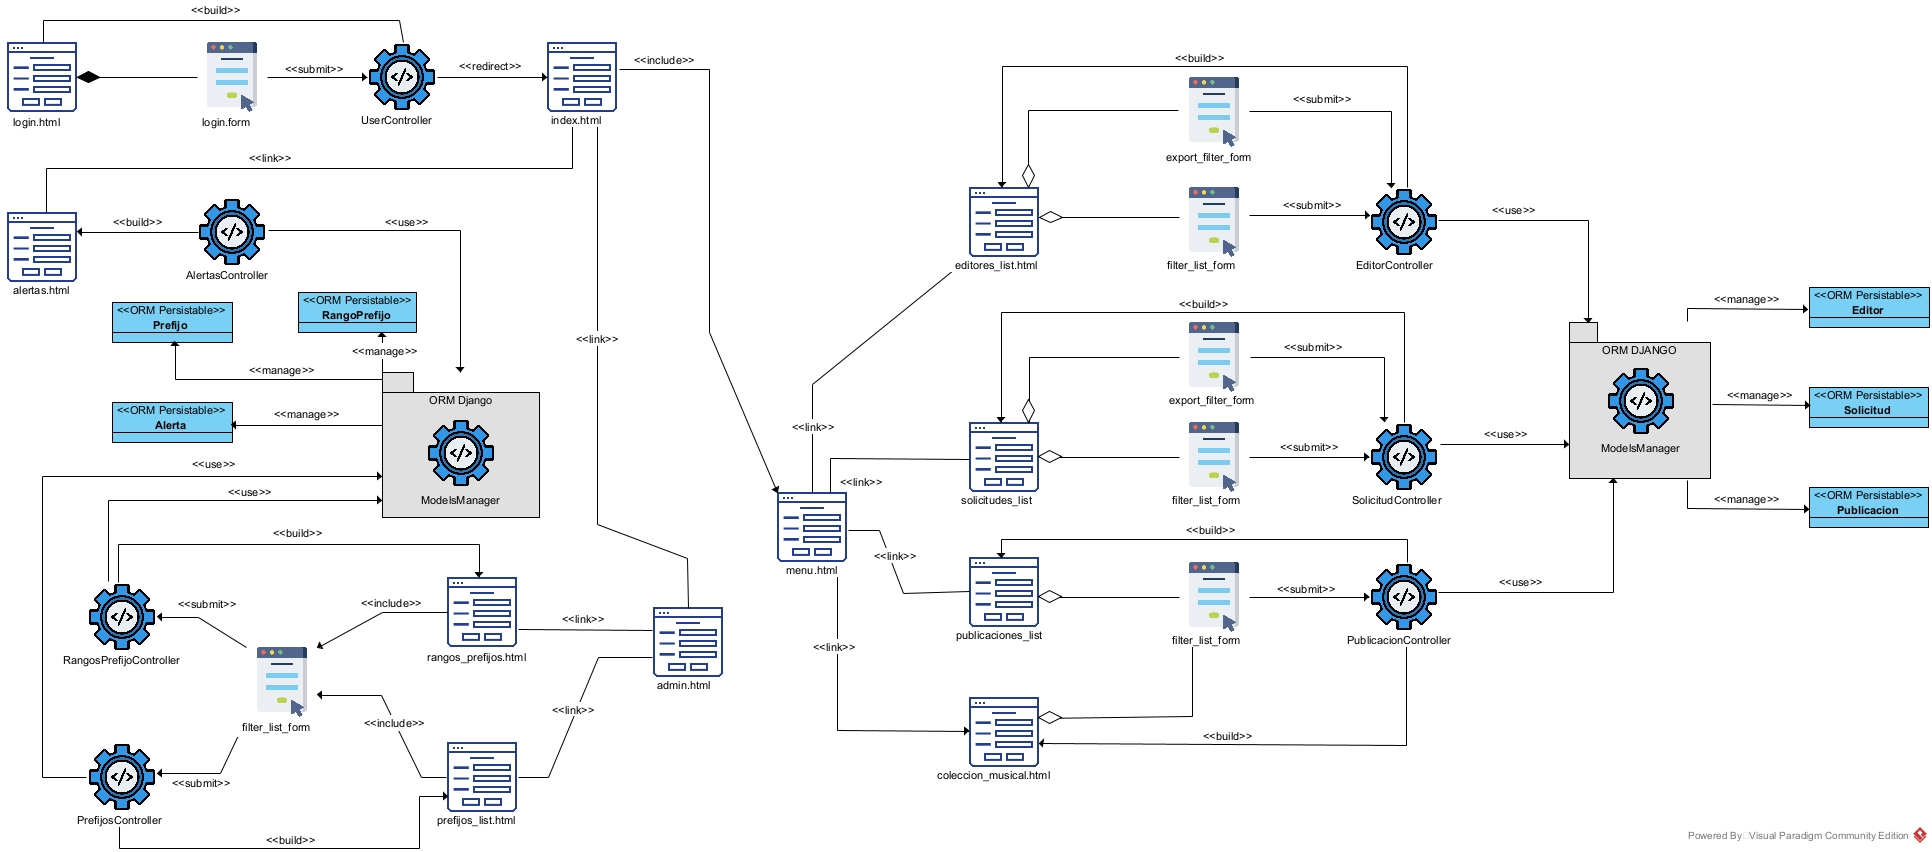 <<build>>
<<submit>>
<<redirect>>
<<include>>
login.html
login.form
UserController
index.html
<<link>>
<<build>>
<<use>>
AlertasController
alertas.html
<<ORM Persistable>>
Prefijo
<<ORM Persistable>>
RangoPrefijo
<<manage>>
<<manage>>
<<ORM Persistable>>
Alerta
<<manage>>
ORM Django
ModelsManager
<<use>>
<<use>>
<<build>>
<<submit>>
<<include>>
RangosPrefijoController
rangos_prefijos.html
<<link>>
<<link>>
admin.html
filter_list_form
<<include>>
<<link>>
<<submit>>
PrefijosController
prefijos_list.html
<<build>>
<<build>>
<<submit>>
export_filter_form
<<submit>>
<<use>>
editores_list.html
filter_list_form
EditorController
<<build>>
<<submit>>
export_filter_form
<<link>>
<<submit>>
<<use>>
<<link>>
solicitudes_list
filter_list_form
SolicitudController
<<build>>
<<link>>
menu.html
<<submit>>
<<use>>
publicaciones_list
filter_list_form
PublicacionController
<<link>>
<<build>>
coleccion_musical.html
ORM DJANGO
ModelsManager
<<manage>>
<<ORM Persistable>>
Editor
<<manage>>
<<ORM Persistable>>
Solicitud
<<manage>>
<<ORM Persistable>>
Publicacion
Powered By Visual Paradigm Community Edition